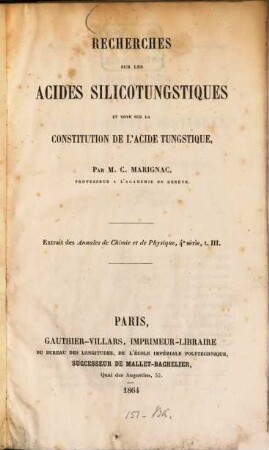 RECHERCHES
SUR LES
ACIDES SILICOTUNGSTIQUES
ET NOTE SUR LA
CONSTITUTION DE L'ACIDE TUNGSTIQUE,
PAR M. C. MARIGNAC,
PROFESSEUR A L'ACADÉMIE DE GENÈVE.
Extrait des Annales de Chimie et de Physique, 4e série, t. III.
PARIS,
GAUTHIER-VILLARS, IMPRIMEUR-LIBRAIRE
DU BUREAU DES LONGITUDES, DE L'ÉCOLE IMPÉRIALE POLYTECHNIQUE,
SUCCESSEUR DE MALLET-BACHELIER,
Quai des Augustins, 55.
1864